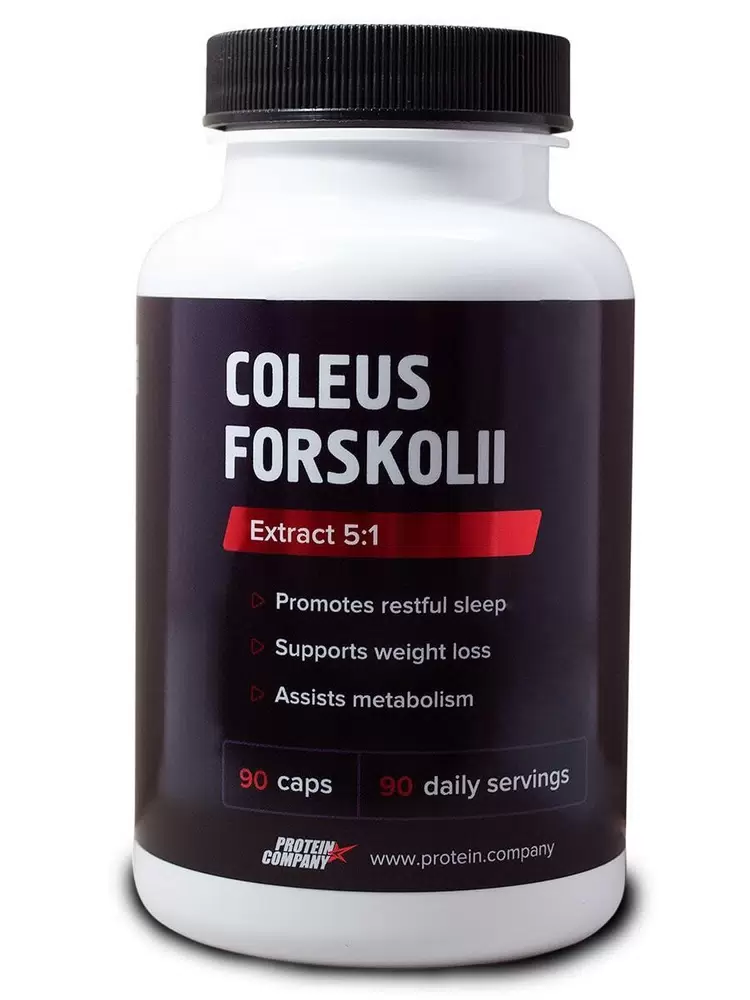 COLEUS
FORSKOLII
Extract 5:1
Promotes restful sleep
Supports weight loss
Assists metabolism
90 caps
90 daily servings
PROTEIN
COMPANY
www.protein.company